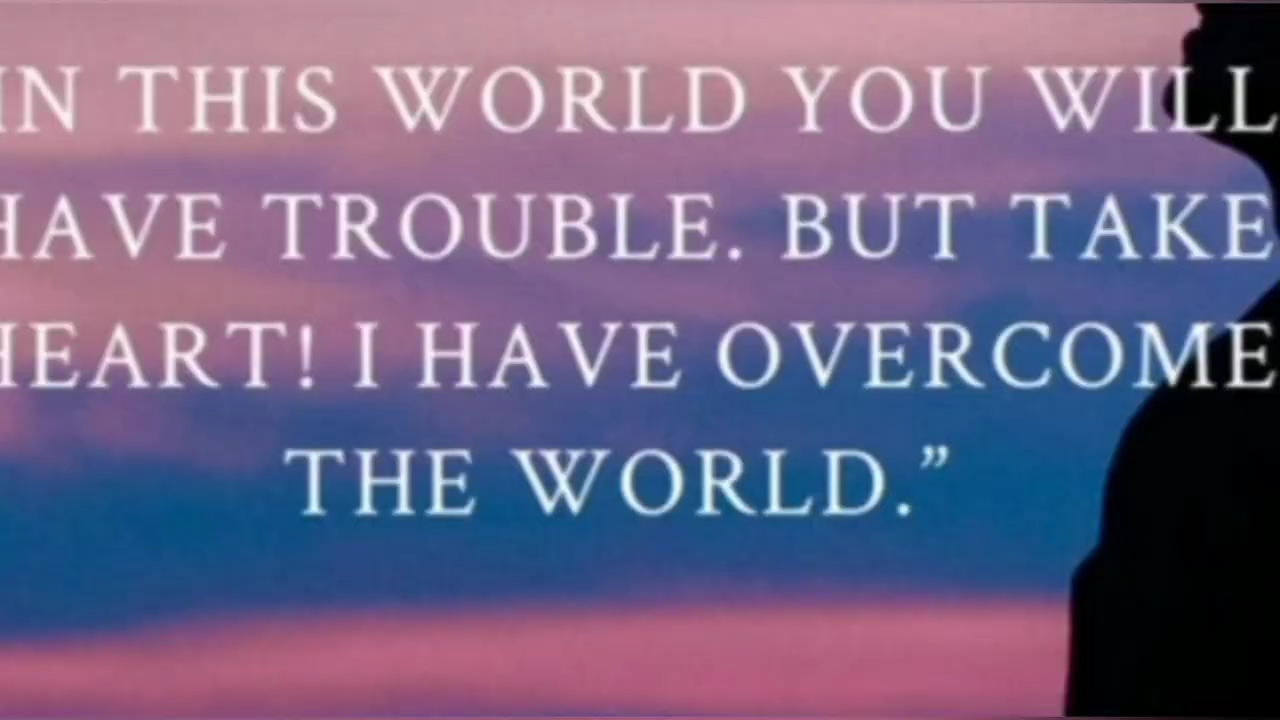 IN THIS WORLD YOU WILL
HAVE TROUBLE. BUT TAKE
HEART! I HAVE OVERCOME
THE WORLD.”